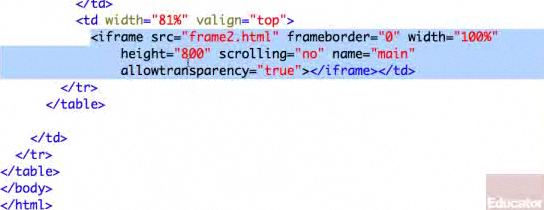 </td>
<td width="81%" valign="top">
<iframe src="frame2.html" frameborder="0" width="100%"
height="800" scrolling="no" name="main"
allowtransparency="true"></iframe></td>
</tr>
</table>
</td>
</tr>
</table>
</body>
</html>
Educator